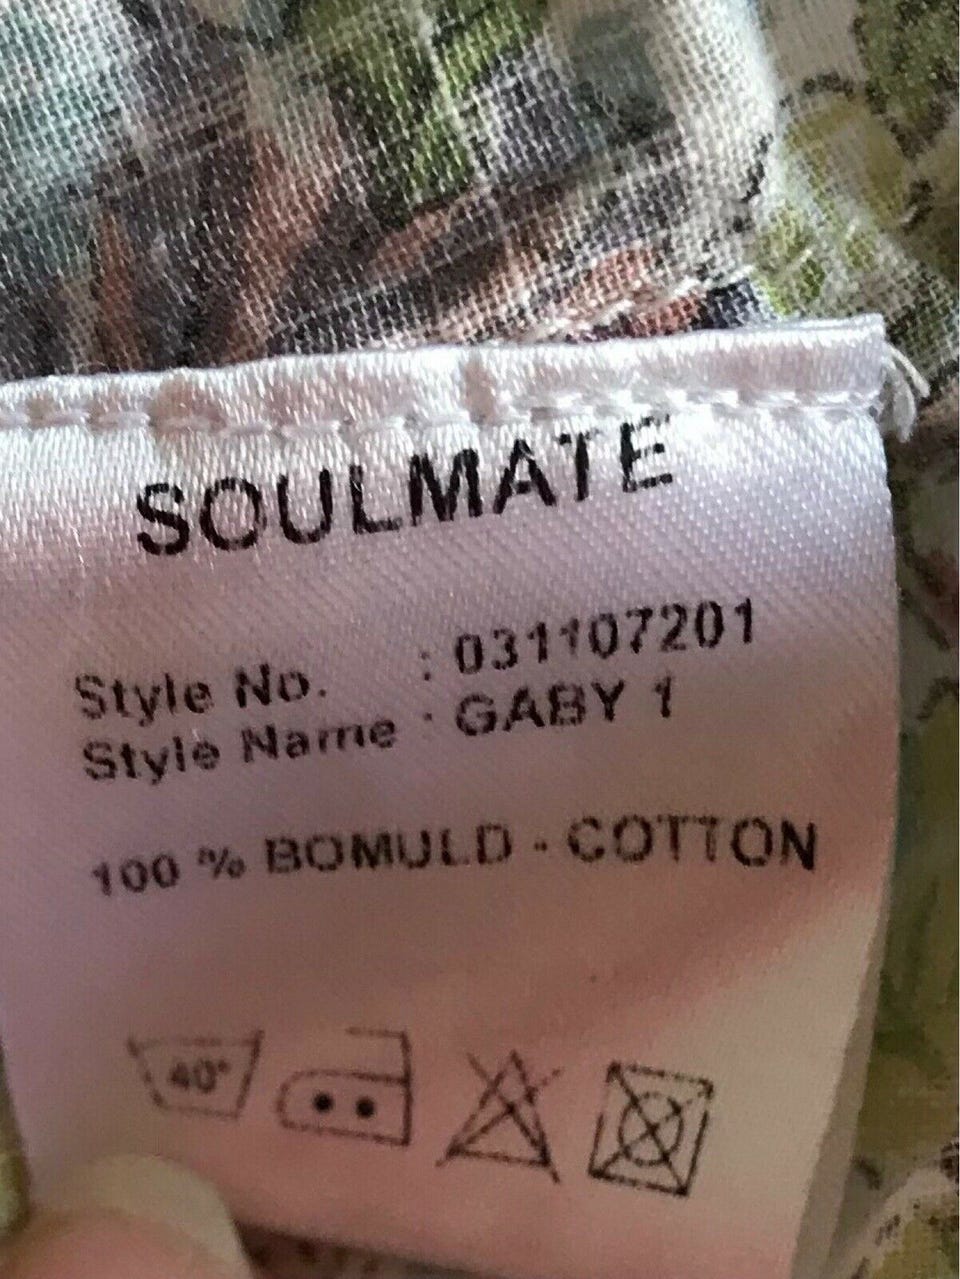 SOULMATE
Style No. : 031107201
Style Name : GABY 1
100 % BOMULD - COTTON
40°